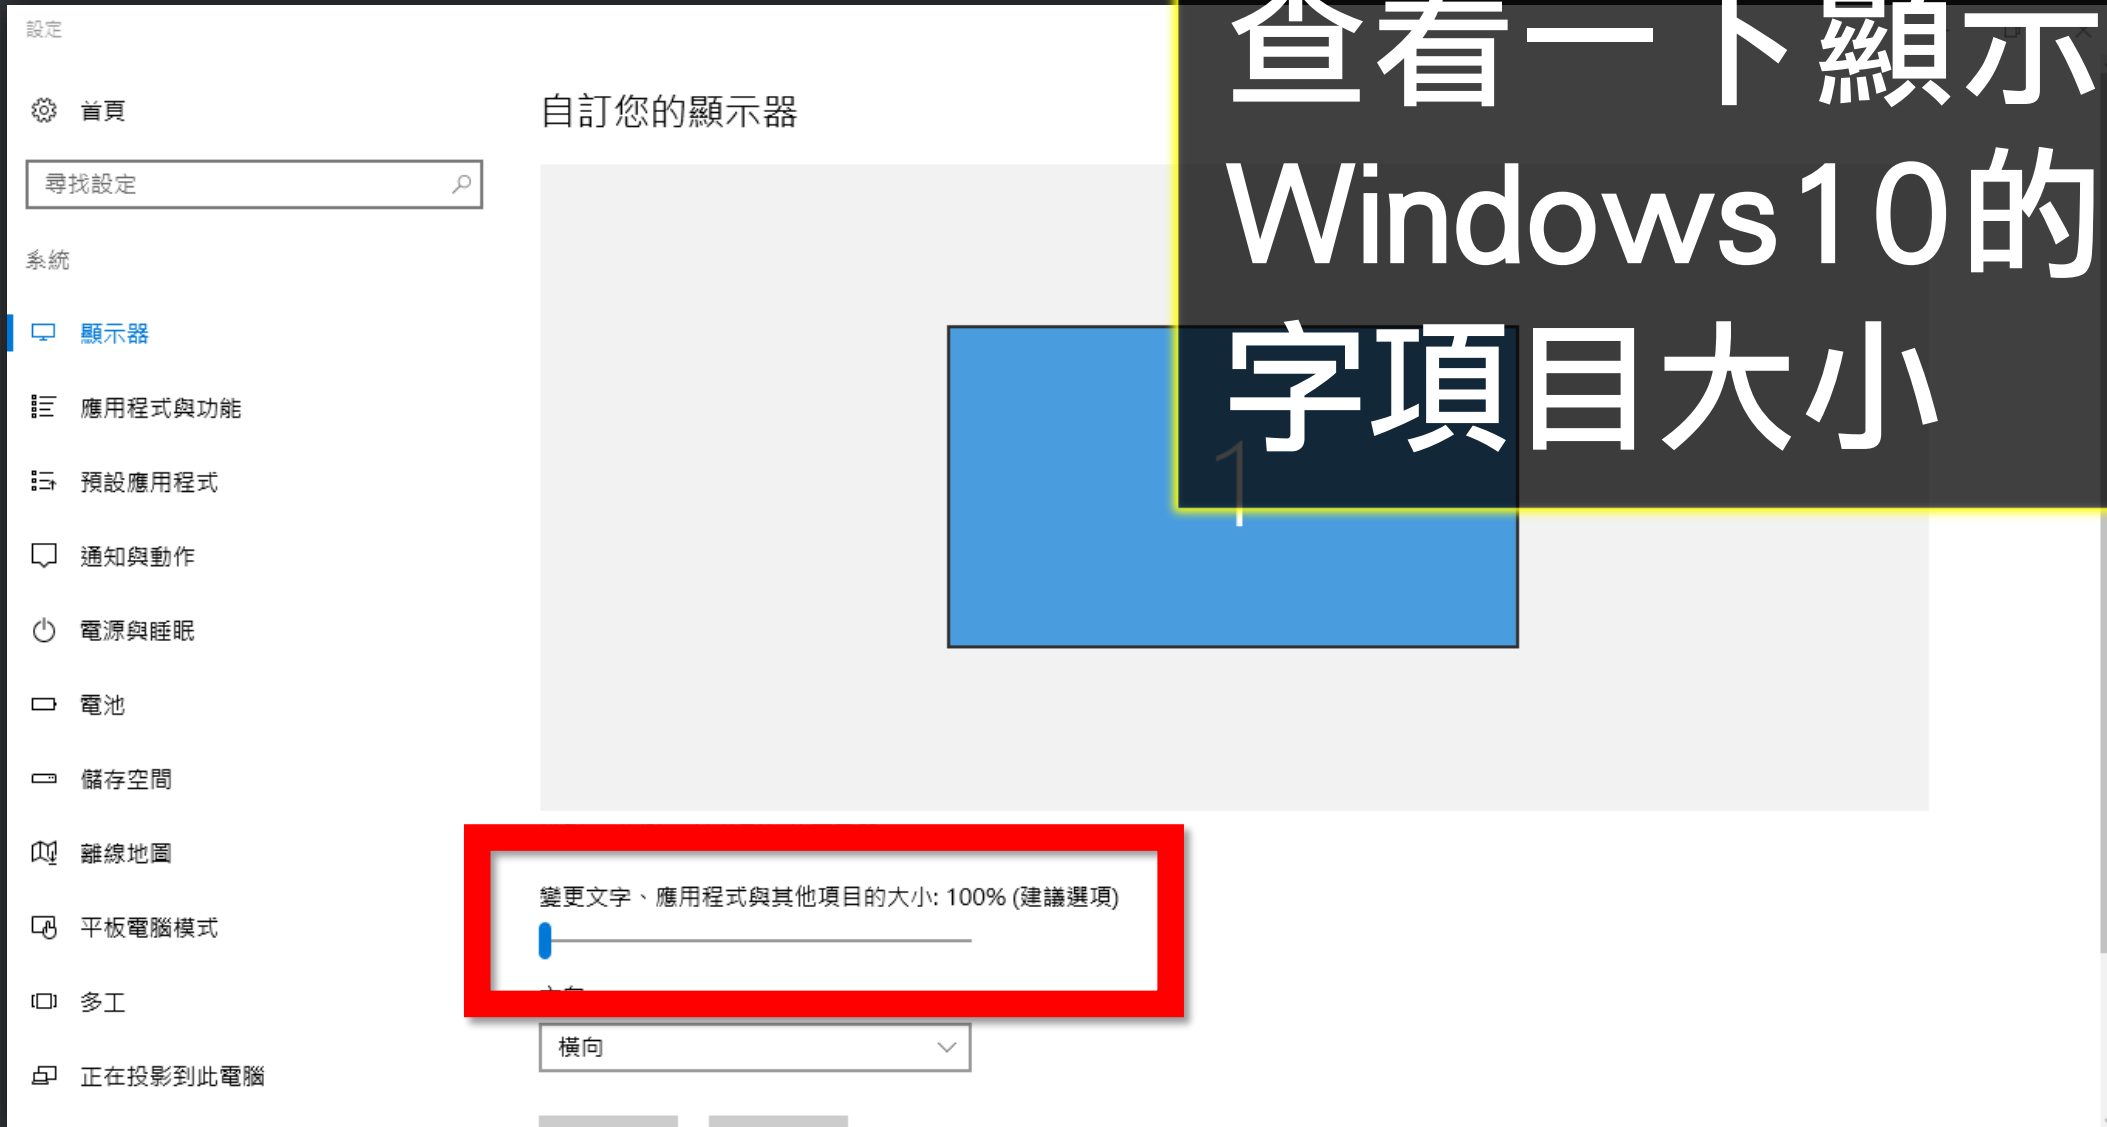 設定
首頁
尋找設定
系統
顯示器
應用程式與功能
預設應用程式
通知與動作
電源與睡眠
電池
儲存空間
離線地圖
平板電腦模式
多工
正在投影到此電腦
自訂您的顯示器
1
變更文字、應用程式與其他項目的大小: 100% (建議選項)
橫向
查看一下顯示
Windows10的
字項目大小